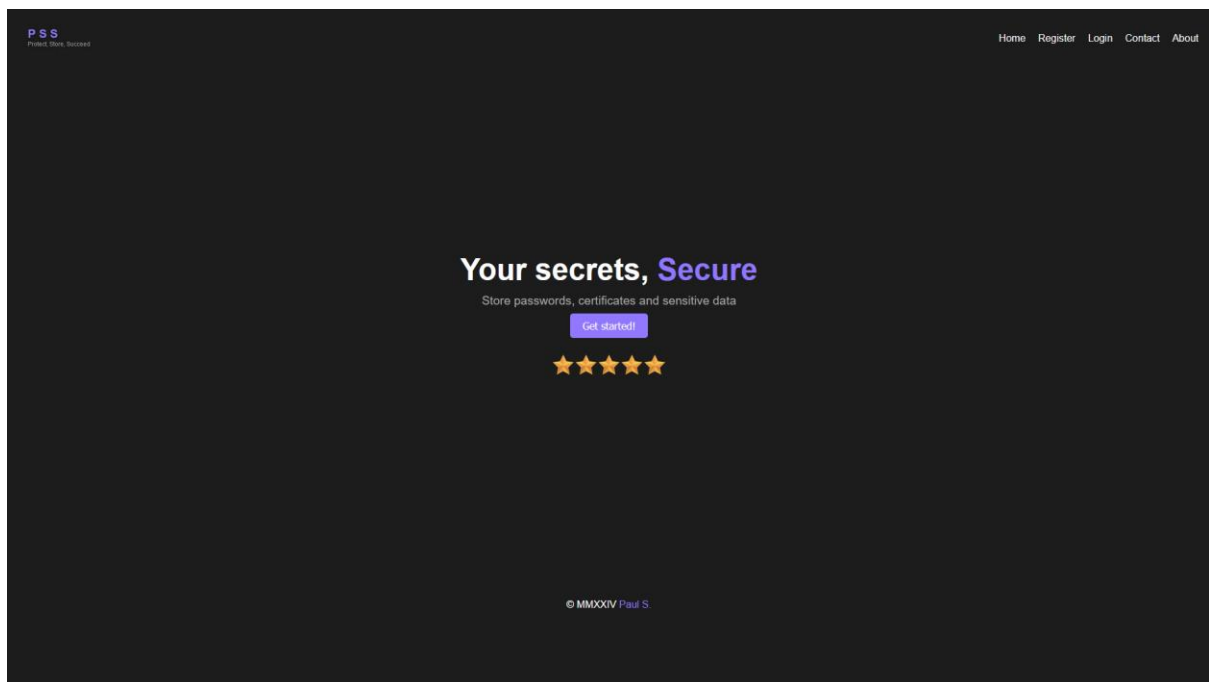 P S S
Protect, Store, Succeed
Home Register Login Contact About
Your secrets, Secure
Store passwords, certificates and sensitive data
Get started!
© MMXXIV Paul S.